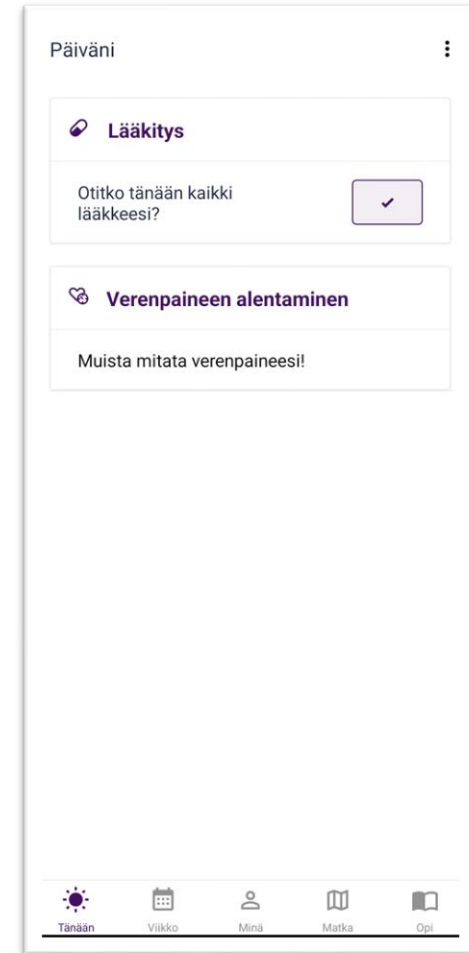 Päiväni
Lääkitys
Otitko tänään kaikki
lääkkeesi?
Verenpaineen alentaminen
Muista mitata verenpaineesi!
Tänään
Viikko
Minä
Matka
Opi